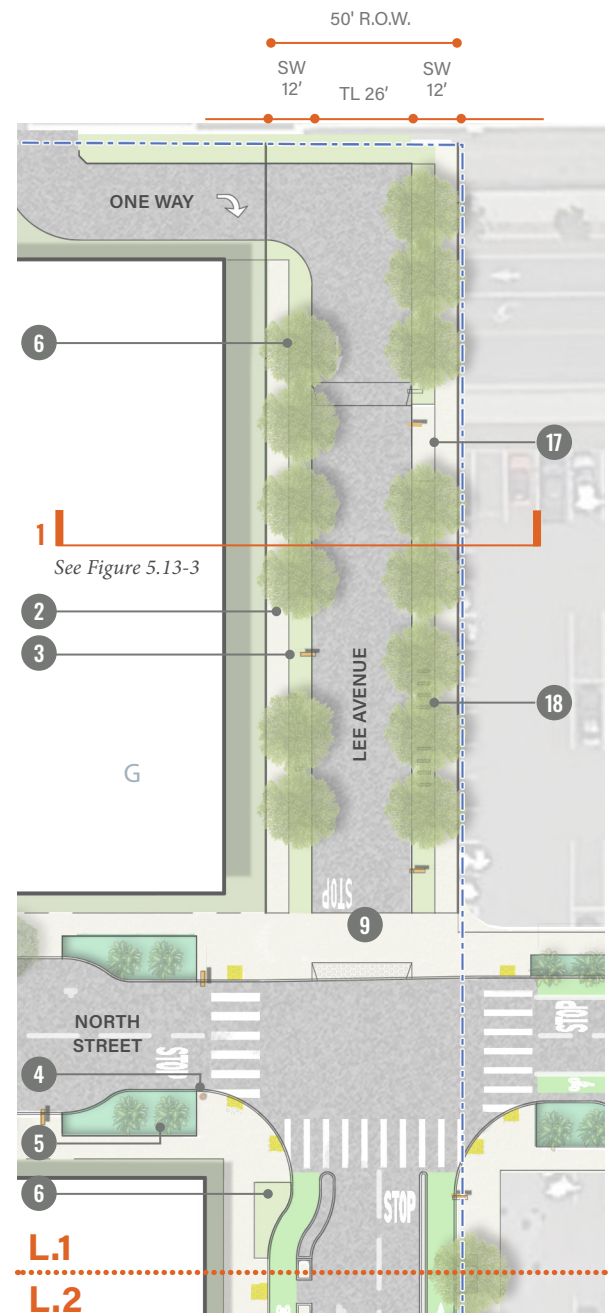 50' R.O.W.
SW
12'
TL 26'
SW
12'
ONE WAY
6
17
1
See Figure 5.13-3
2
3
LEE AVENUE
18
G
STOP
9
NORTH
STREET
STOP
STOP
4
5
6
STOP
L.1
L.2